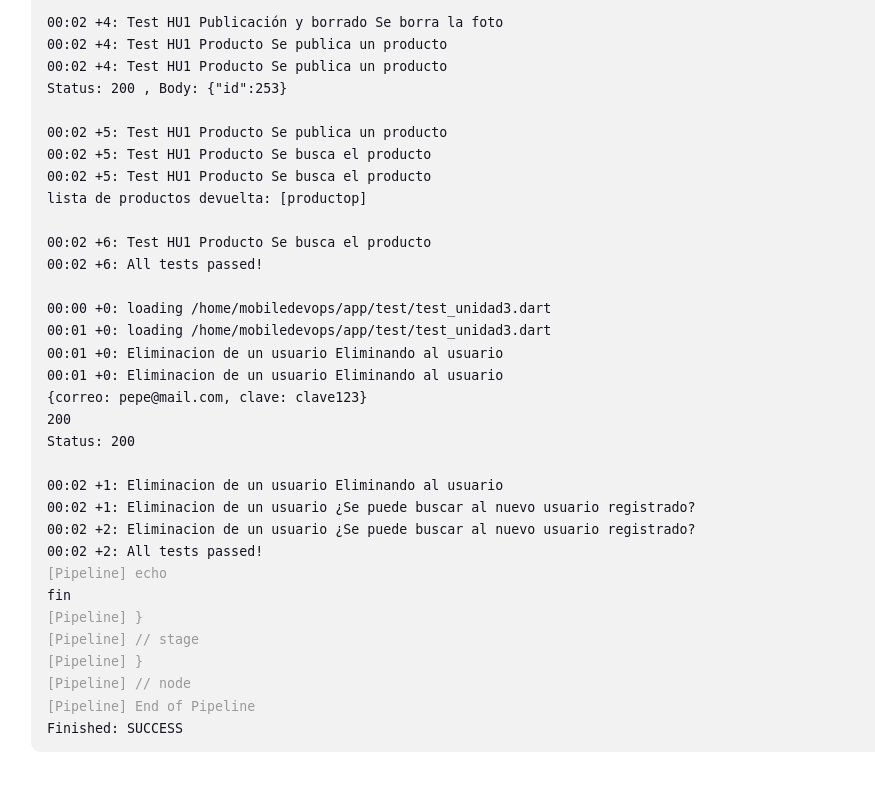 00:02 +4: Test HU1 Publicación y borrado Se borra la foto
00:02 +4: Test HU1 Producto Se publica un producto
00:02 +4: Test HU1 Producto Se publica un producto
Status: 200 , Body: {"id":253}
00:02 +5: Test HU1 Producto Se publica un producto
00:02 +5: Test HU1 Producto Se busca el producto
00:02 +5: Test HU1 Producto Se busca el producto
lista de productos devuelta: [productop]
00:02 +6: Test HU1 Producto Se busca el producto
00:02 +6: All tests passed!
00:00 +0: loading /home/mobiledevops/app/test/test_unidad3.dart
00:01 +0: loading /home/mobiledevops/app/test/test_unidad3.dart
00:01 +0: Eliminacion de un usuario Eliminando al usuario
00:01 +0: Eliminacion de un usuario Eliminando al usuario
{correo: pepe@mail.com, clave: clave123}
200
Status: 200
00:02 +1: Eliminacion de un usuario Eliminando al usuario
00:02 +1: Eliminacion de un usuario ¿Se puede buscar al nuevo usuario registrado?
00:02 +2: Eliminacion de un usuario ¿Se puede buscar al nuevo usuario registrado?
00:02 +2: All tests passed!
[Pipeline] echo
fin
[Pipeline] }
[Pipeline] // stage
[Pipeline] }
[Pipeline] // node
[Pipeline] End of Pipeline
Finished: SUCCESS